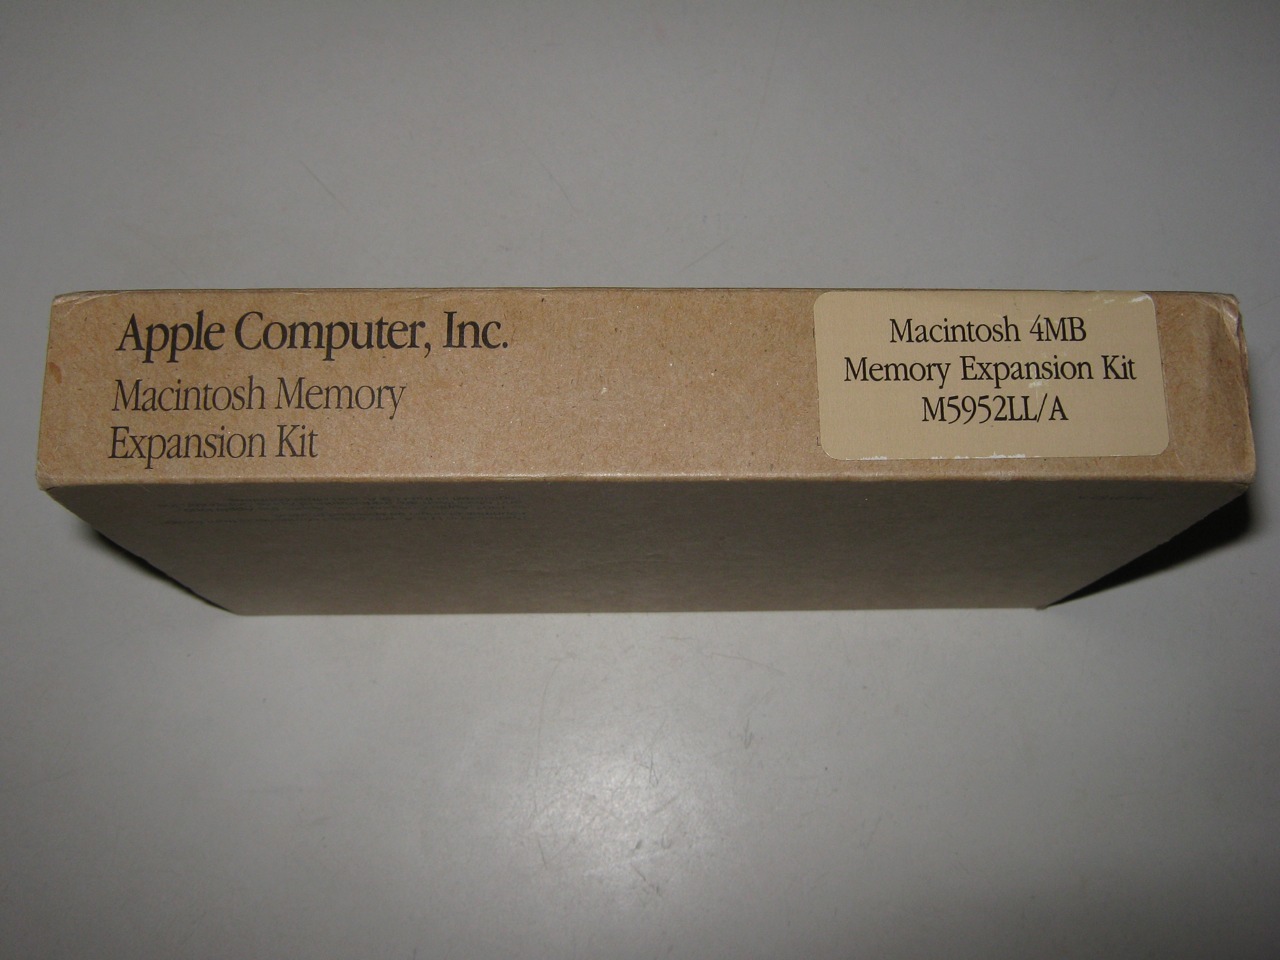 Apple Computer, Inc.
Macintosh Memory
Expansion Kit
Macintosh 4MB
Memory Expansion Kit
M5952LL/A